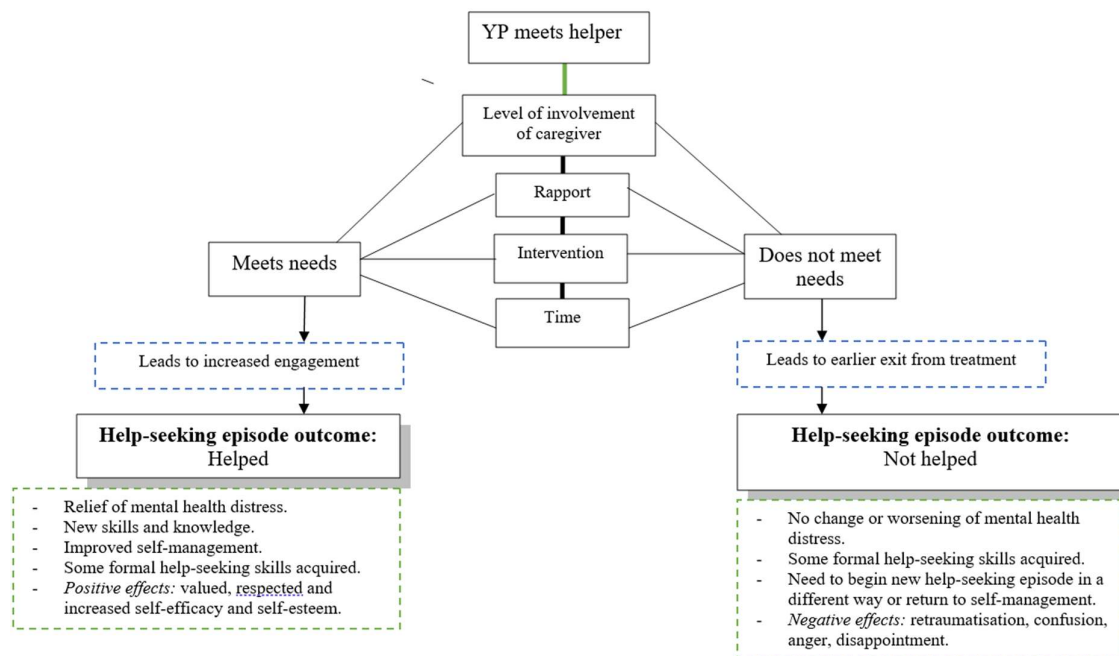 YP meets helper
Level of involvement
of caregiver
Rapport
Intervention
Time
Meets needs
Does not meet
needs
Leads to increased engagement
Leads to earlier exit from treatment
Help-seeking episode outcome:
Helped
Help-seeking episode outcome:
Not helped
- Relief of mental health distress.
- New skills and knowledge.
- Improved self-management.
- Some formal help-seeking skills acquired.
- Positive effects: valued, respected and
increased self-efficacy and self-esteem.
- No change or worsening of mental health
distress.
- Some formal help-seeking skills acquired.
- Need to begin new help-seeking episode in a
different way or return to self-management.
- Negative effects: retraumatisation, confusion,
anger, disappointment.